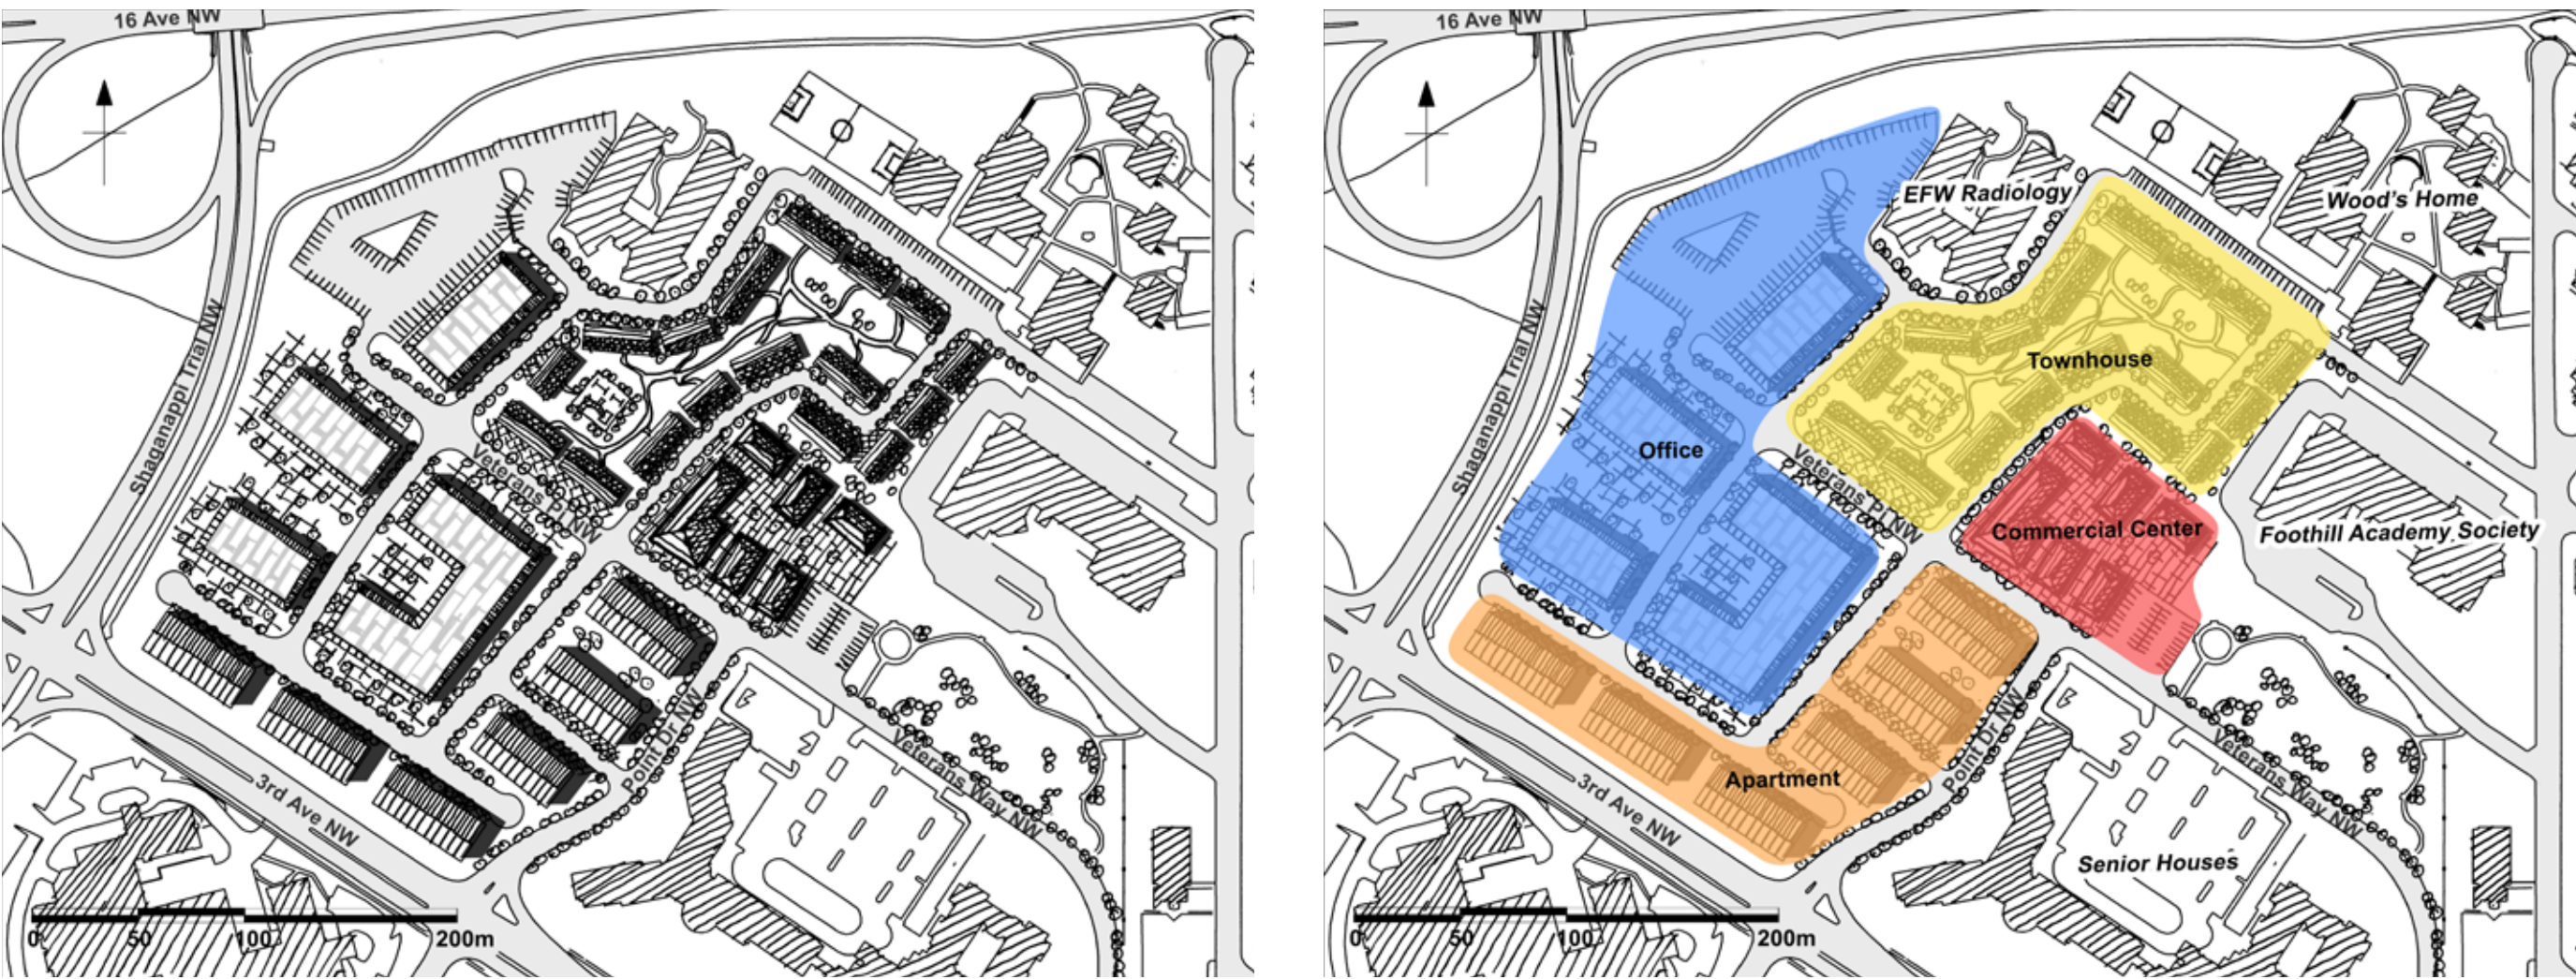 16 Ave NW
Shaganappi Trial NW
Veterans Pl NW
Point Dr NW
Veterans Way NW
3rd Ave NW
0 50 100 200m
16 Ave NW
EFW Radiology
Wood's Home
Shaganappi Trial NW
Townhouse
Office
Veterans Pl NW
Commercial Center
Foothill Academy Society
Apartment
Point Dr NW
Veterans Way NW
3rd Ave NW
Senior Houses
0 50 100 200m